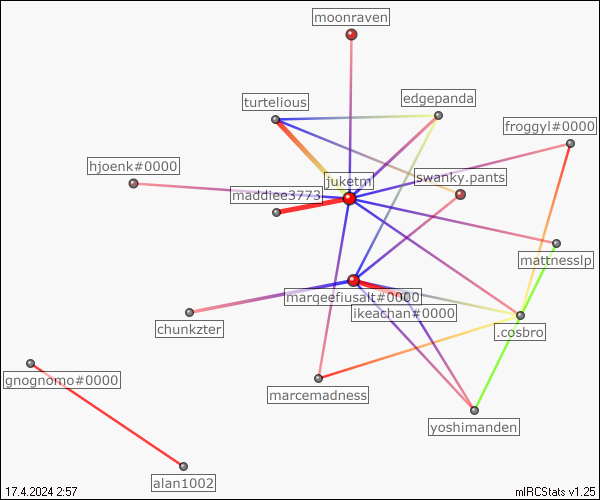 moonraven
turtelious
edgepanda
froggyl#0000
hjoenk#0000
juketm
swanky.pants
maddiee3773
mattnesslp
marqeefiusalt#0000
ikeachan#0000
chunkzter
.cosbro
gnognomo#0000
marcemadness
yoshimanden
alan1002
17.4.2024 2:57
mIRCStats v1.25